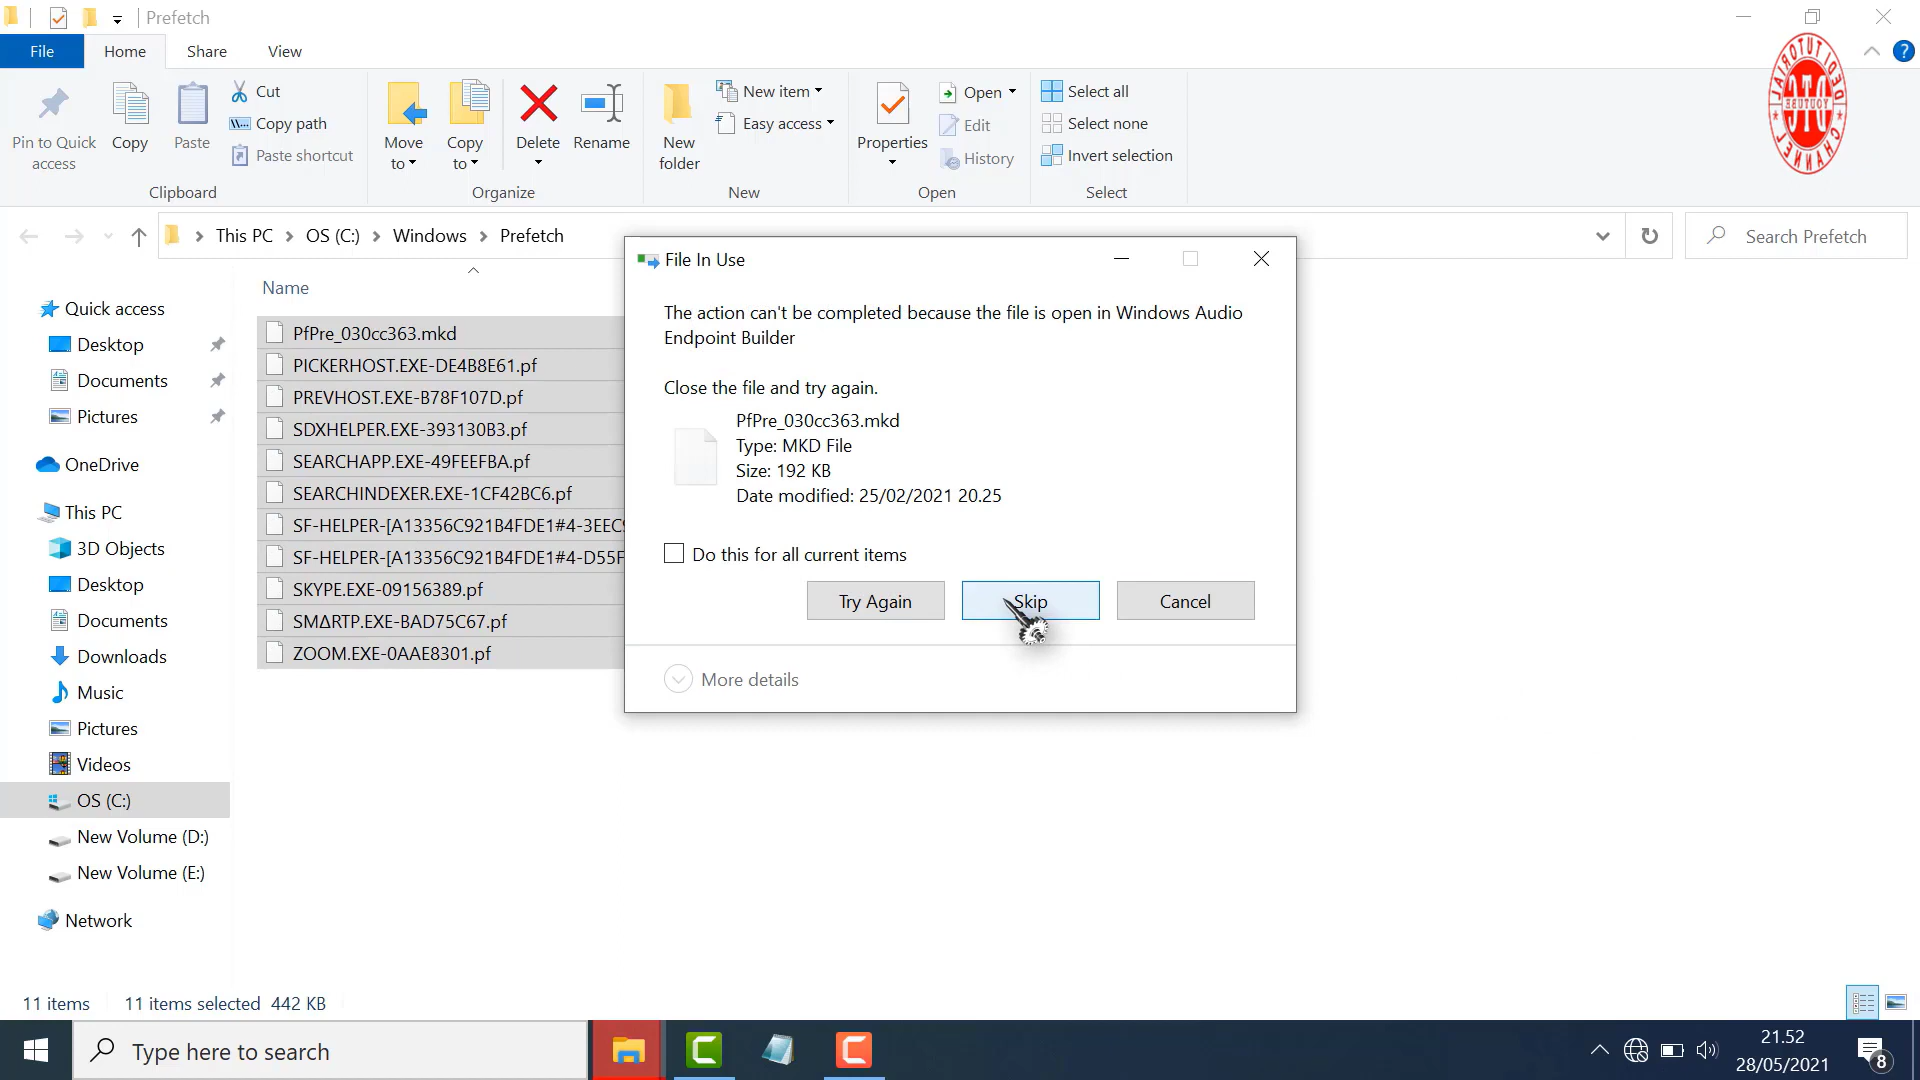 Prefetch
File
Home
Share
View
Pin to Quick
access
Copy
Paste
Cut
Copy path
Paste shortcut
Clipboard
Move
to
Copy
to
Delete
Rename
Organize
New
folder
New item
Easy access
New
Properties
Open
Edit
History
Open
Select all
Select none
Invert selection
Select
DEDI TUTORIAL
DTC
YOUTUBE
CHANNEL
This PC > OS (C:) > Windows > Prefetch
Search Prefetch
Quick access
Desktop
Documents
Pictures
OneDrive
This PC
3D Objects
Desktop
Documents
Downloads
Music
Pictures
Videos
OS (C:)
New Volume (D:)
New Volume (E:)
Network
Name
PfPre_030cc363.mkd
PICKERHOST.EXE-DE4B8E61.pf
PREVHOST.EXE-B78F107D.pf
SDXHELPER.EXE-393130B3.pf
SEARCHAPP.EXE-49FEEFBA.pf
SEARCHINDEXER.EXE-1CF42BC6.pf
SF-HELPER-[A13356C921B4FDE1#4-3EEC9
SF-HELPER-[A13356C921B4FDE1#4-D55F
SKYPE.EXE-09156389.pf
SMΔRTP.EXE-BAD75C67.pf
ZOOM.EXE-0AAE8301.pf
File In Use
The action can't be completed because the file is open in Windows Audio
Endpoint Builder
Close the file and try again.
PfPre_030cc363.mkd
Type: MKD File
Size: 192 KB
Date modified: 25/02/2021 20.25
Do this for all current items
Try Again
Skip
Cancel
More details
11 items
11 items selected 442 KB
Type here to search
21.52
28/05/2021
8